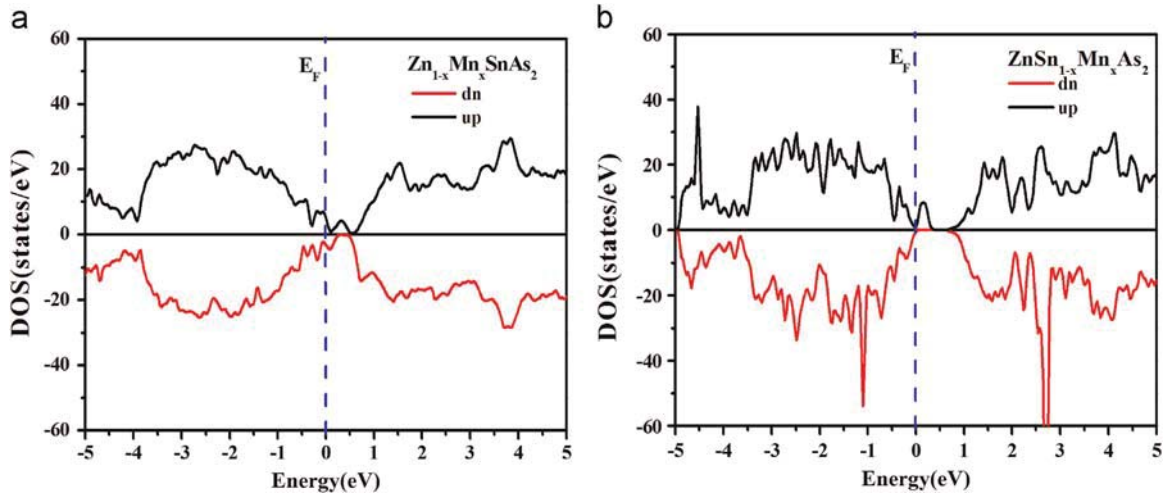 a
Zn₁₋ₓMnₓSnAs₂
E_F
dn
up
DOS(states/eV)
60
40
20
0
-20
-40
-60
-5 -4 -3 -2 -1 0 1 2 3 4 5
Energy(eV)
b
ZnSn₁₋ₓMnₓAs₂
E_F
dn
up
DOS(states/eV)
60
40
20
0
-20
-40
-60
-5 -4 -3 -2 -1 0 1 2 3 4 5
Energy(eV)